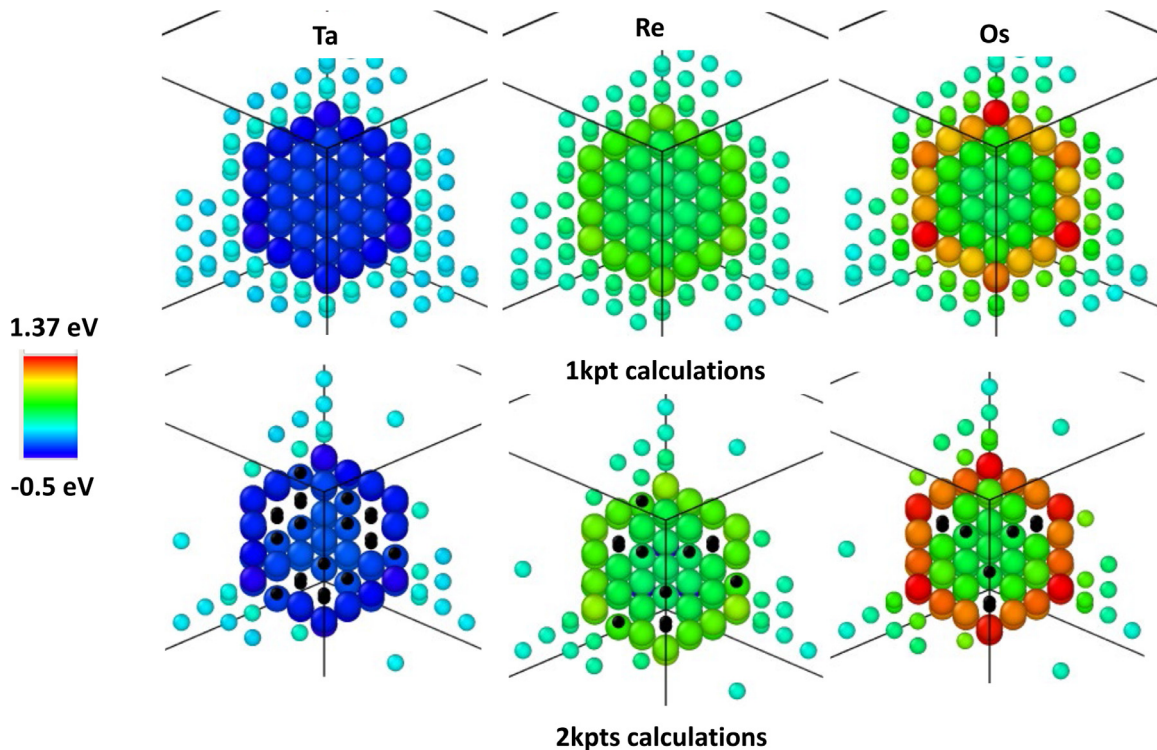 Ta
Re
Os
1.37 eV
-0.5 eV
1kpt calculations
2kpts calculations